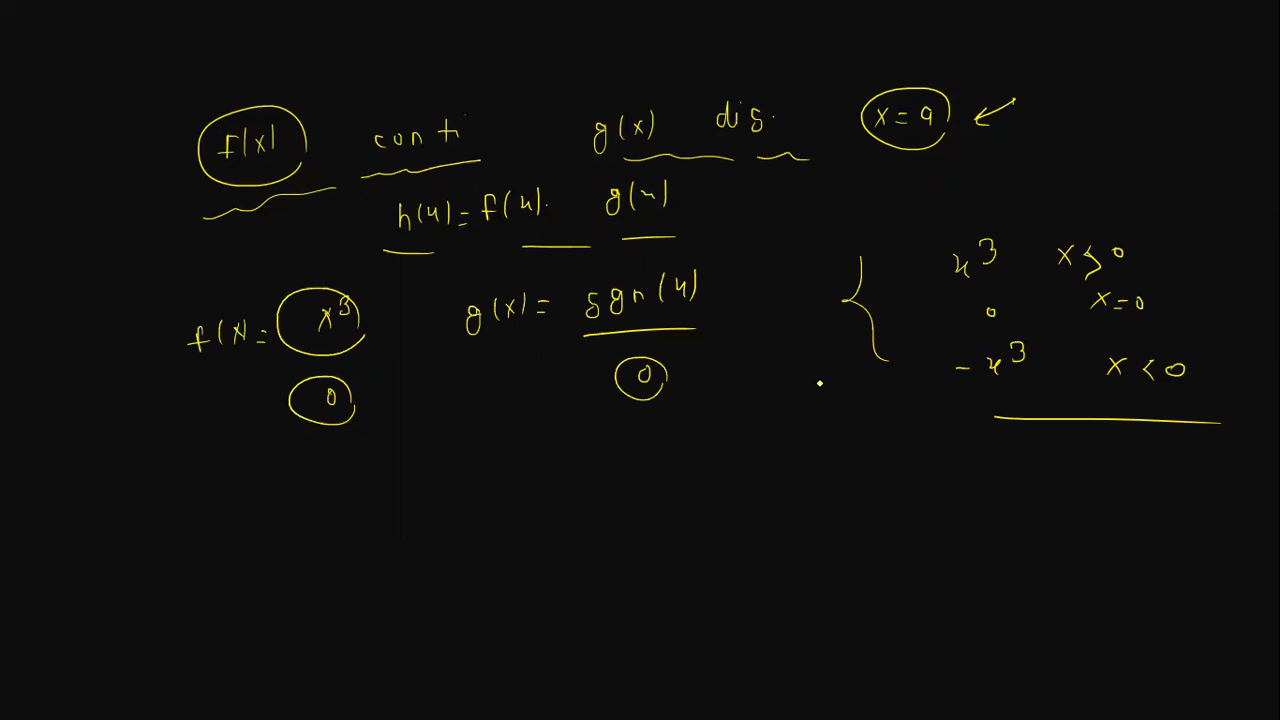 f(x) conti g(x) dis. x = a
h(x) = f(x). g(x)
f(x) = x³ g(x) = sgn(x)
0 0
x³ x > 0
0 x = 0
- x³ x < 0